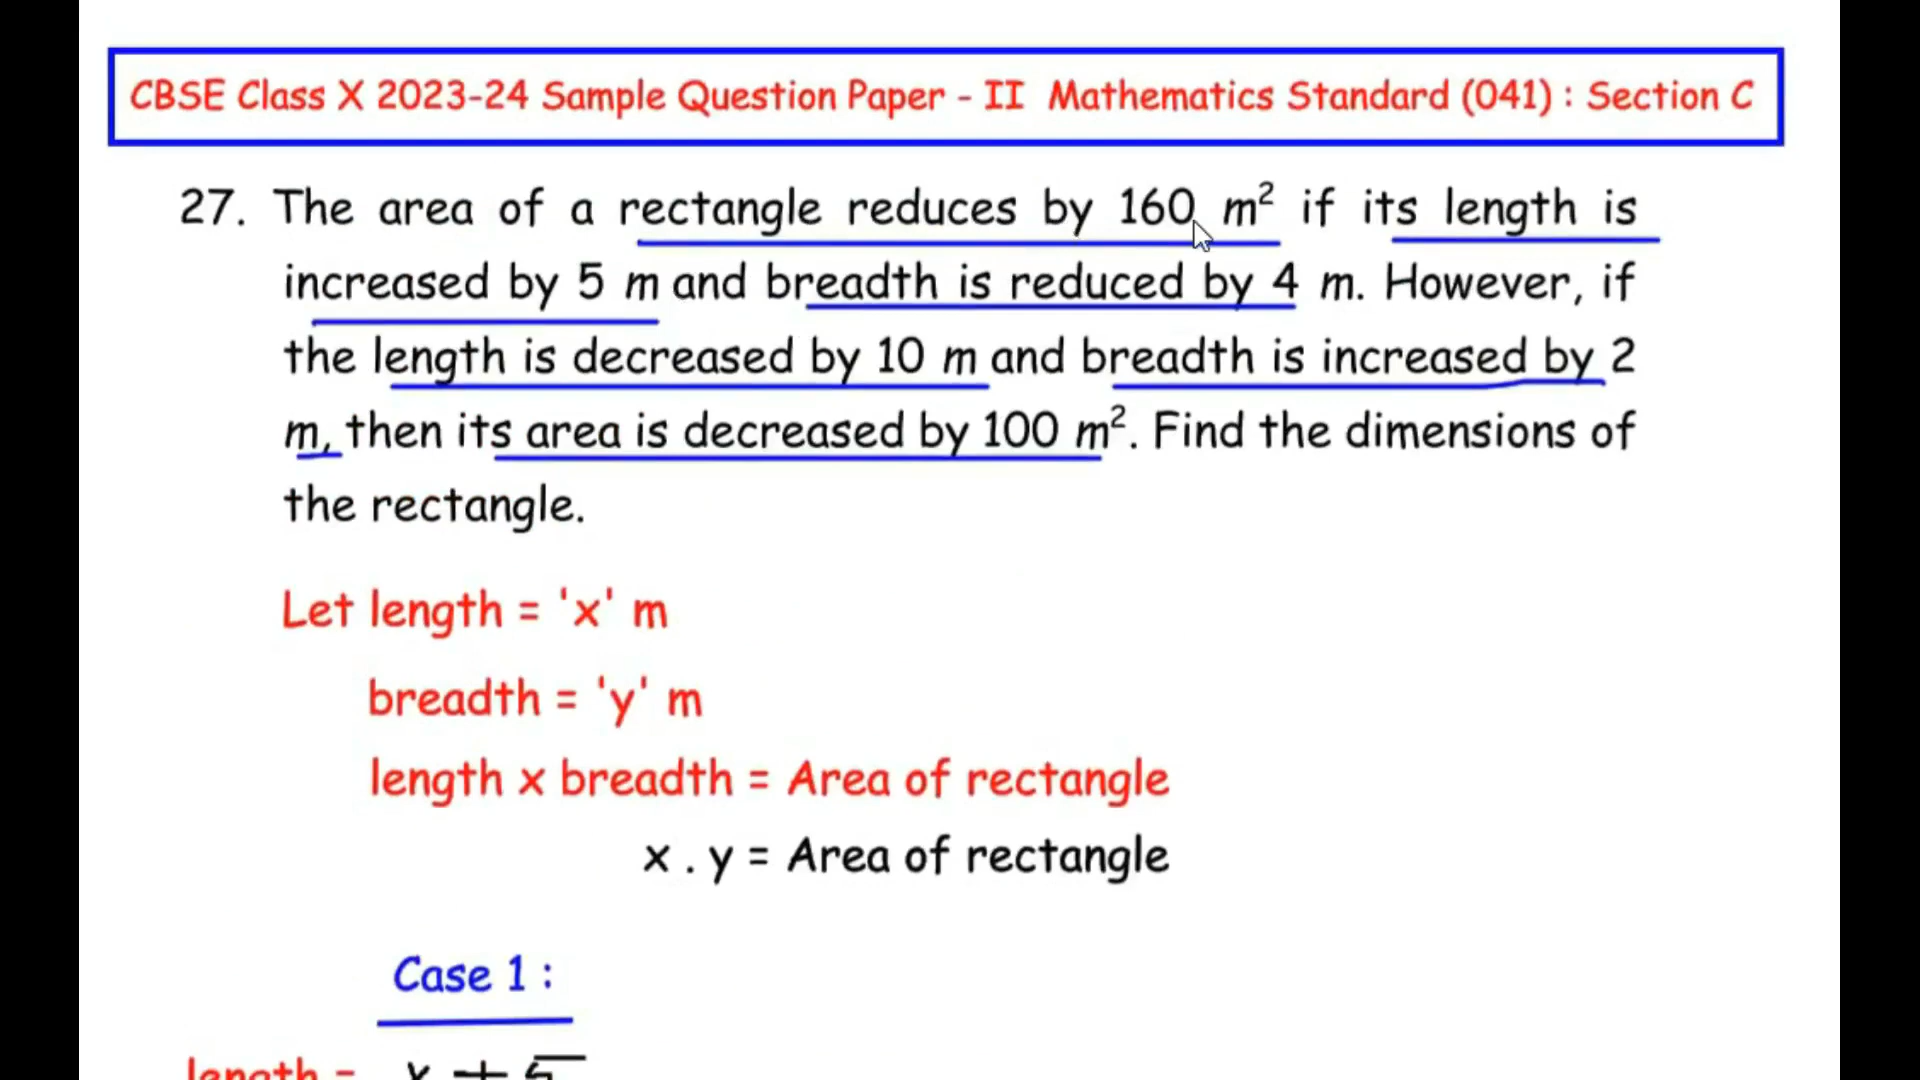 CBSE Class X 2023-24 Sample Question Paper - II Mathematics Standard (041) : Section C
27. The area of a rectangle reduces by 160 m² if its length is
increased by 5 m and breadth is reduced by 4 m. However, if
the length is decreased by 10 m and breadth is increased by 2
m, then its area is decreased by 100 m². Find the dimensions of
the rectangle.
Let length = 'x' m
breadth = 'y' m
length x breadth = Area of rectangle
x . y = Area of rectangle
Case 1 :
length = x + 5